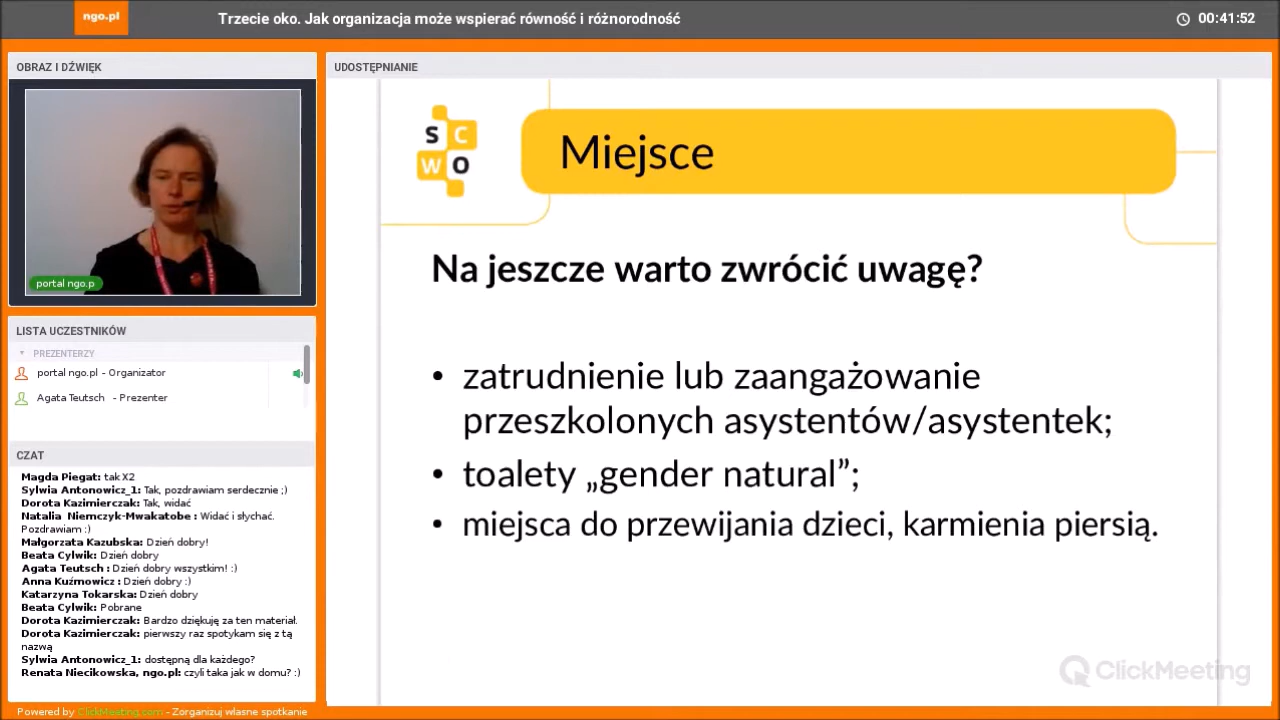 ngo.pl
Trzecie oko. Jak organizacja może wspierać równość i różnorodność
00:41:52
OBRAZ I DŹWIĘK
portal ngo.p
LISTA UCZESTNIKÓW
PREZENTERZY
portal ngo.pl - Organizator
Agata Teutsch - Prezenter
CZAT
Magda Piegat: tak X2
Sylwia Antonowicz_1: Tak, pozdrawiam serdecznie ;)
Dorota Kazimierczak: Tak, widać
Natalia Niemczyk-Mwakatobe : Widać i słychać.
Pozdrawiam :)
Małgorzata Kazubska: Dzień dobry!
Beata Cylwik: Dzień dobry
Agata Teutsch : Dzień dobry wszystkim! :)
Anna Kuźmowicz : Dzień dobry :)
Katarzyna Tokarska: Dzień dobry
Beata Cylwik: Pobrane
Dorota Kazimierczak: Bardzo dziękuję za ten materiał.
Dorota Kazimierczak: pierwszy raz spotykam się z tą
nazwą
Sylwia Antonowicz_1: dostępną dla każdego?
Renata Niecikowska, ngo.pl: czyli taka jak w domu? :)
Powered by ClickMeeting.com - Zorganizuj własne spotkanie
UDOSTĘPNIANIE
S C
W O
Miejsce
Na jeszcze warto zwrócić uwagę?
• zatrudnienie lub zaangażowanie
przeszkolonych asystentów/asystentek;
• toalety „gender natural”;
• miejsca do przewijania dzieci, karmienia piersią.
ClickMeeting